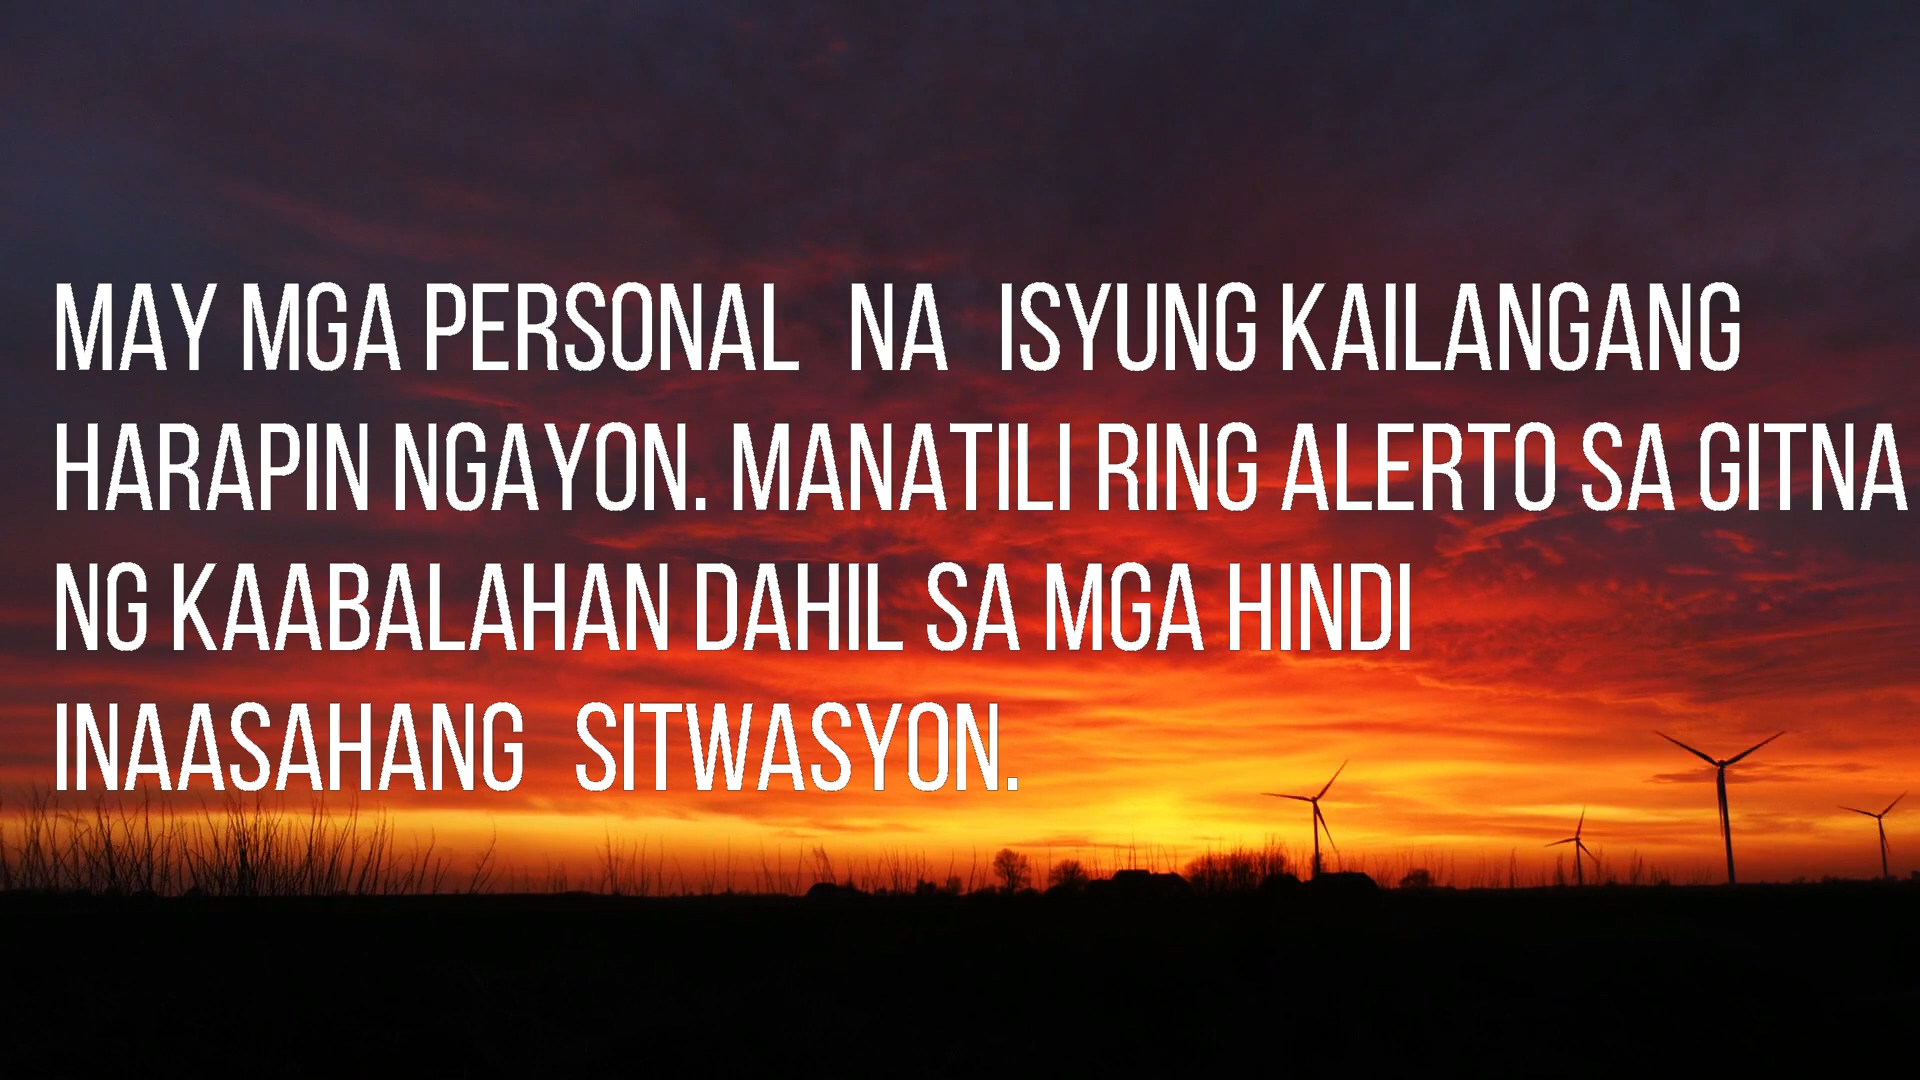 MAY MGA PERSONAL NA ISYUNG KAILANGANG
HARAPIN NGAYON. MANATILI RING ALERTO SA GITNA
NG KAABALAHAN DAHIL SA MGA HINDI
INAASAHANG SITWASYON.